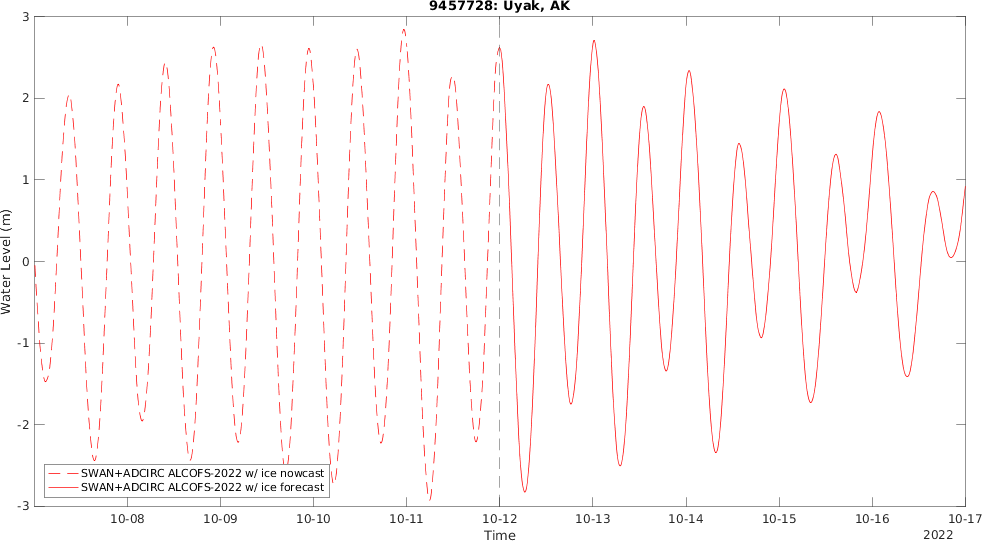 9457728: Uyak, AK
3
2
1
0
-1
-2
-3
Water Level (m)
SWAN+ADCIRC ALCOFS-2022 w/ ice nowcast
SWAN+ADCIRC ALCOFS-2022 w/ ice forecast
10-08 10-09 10-10 10-11 10-12 10-13 10-14 10-15 10-16 10-17
Time
2022